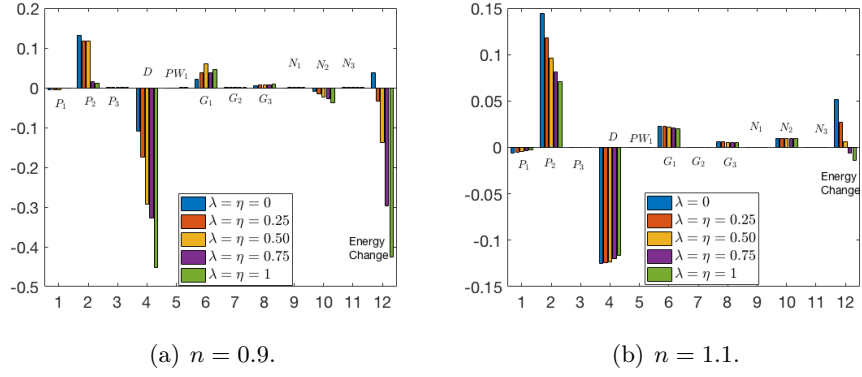 0.2
0.1
0
-0.1
-0.2
-0.3
-0.4
-0.5
P₁ P₂ P₃ D PW₁ G₁ G₂ G₃ N₁ N₂ N₃
λ = η = 0
λ = η = 0.25
λ = η = 0.50
λ = η = 0.75
λ = η = 1
Energy
Change
1 2 3 4 5 6 7 8 9 10 11 12
(a) n = 0.9.
0.15
0.1
0.05
0
-0.05
-0.1
-0.15
P₁ P₂ P₃ D PW₁ G₁ G₂ G₃ N₁ N₂ N₃
Energy
Change
λ = 0
λ = η = 0.25
λ = η = 0.50
λ = η = 0.75
λ = η = 1
1 2 3 4 5 6 7 8 9 10 11 12
(b) n = 1.1.